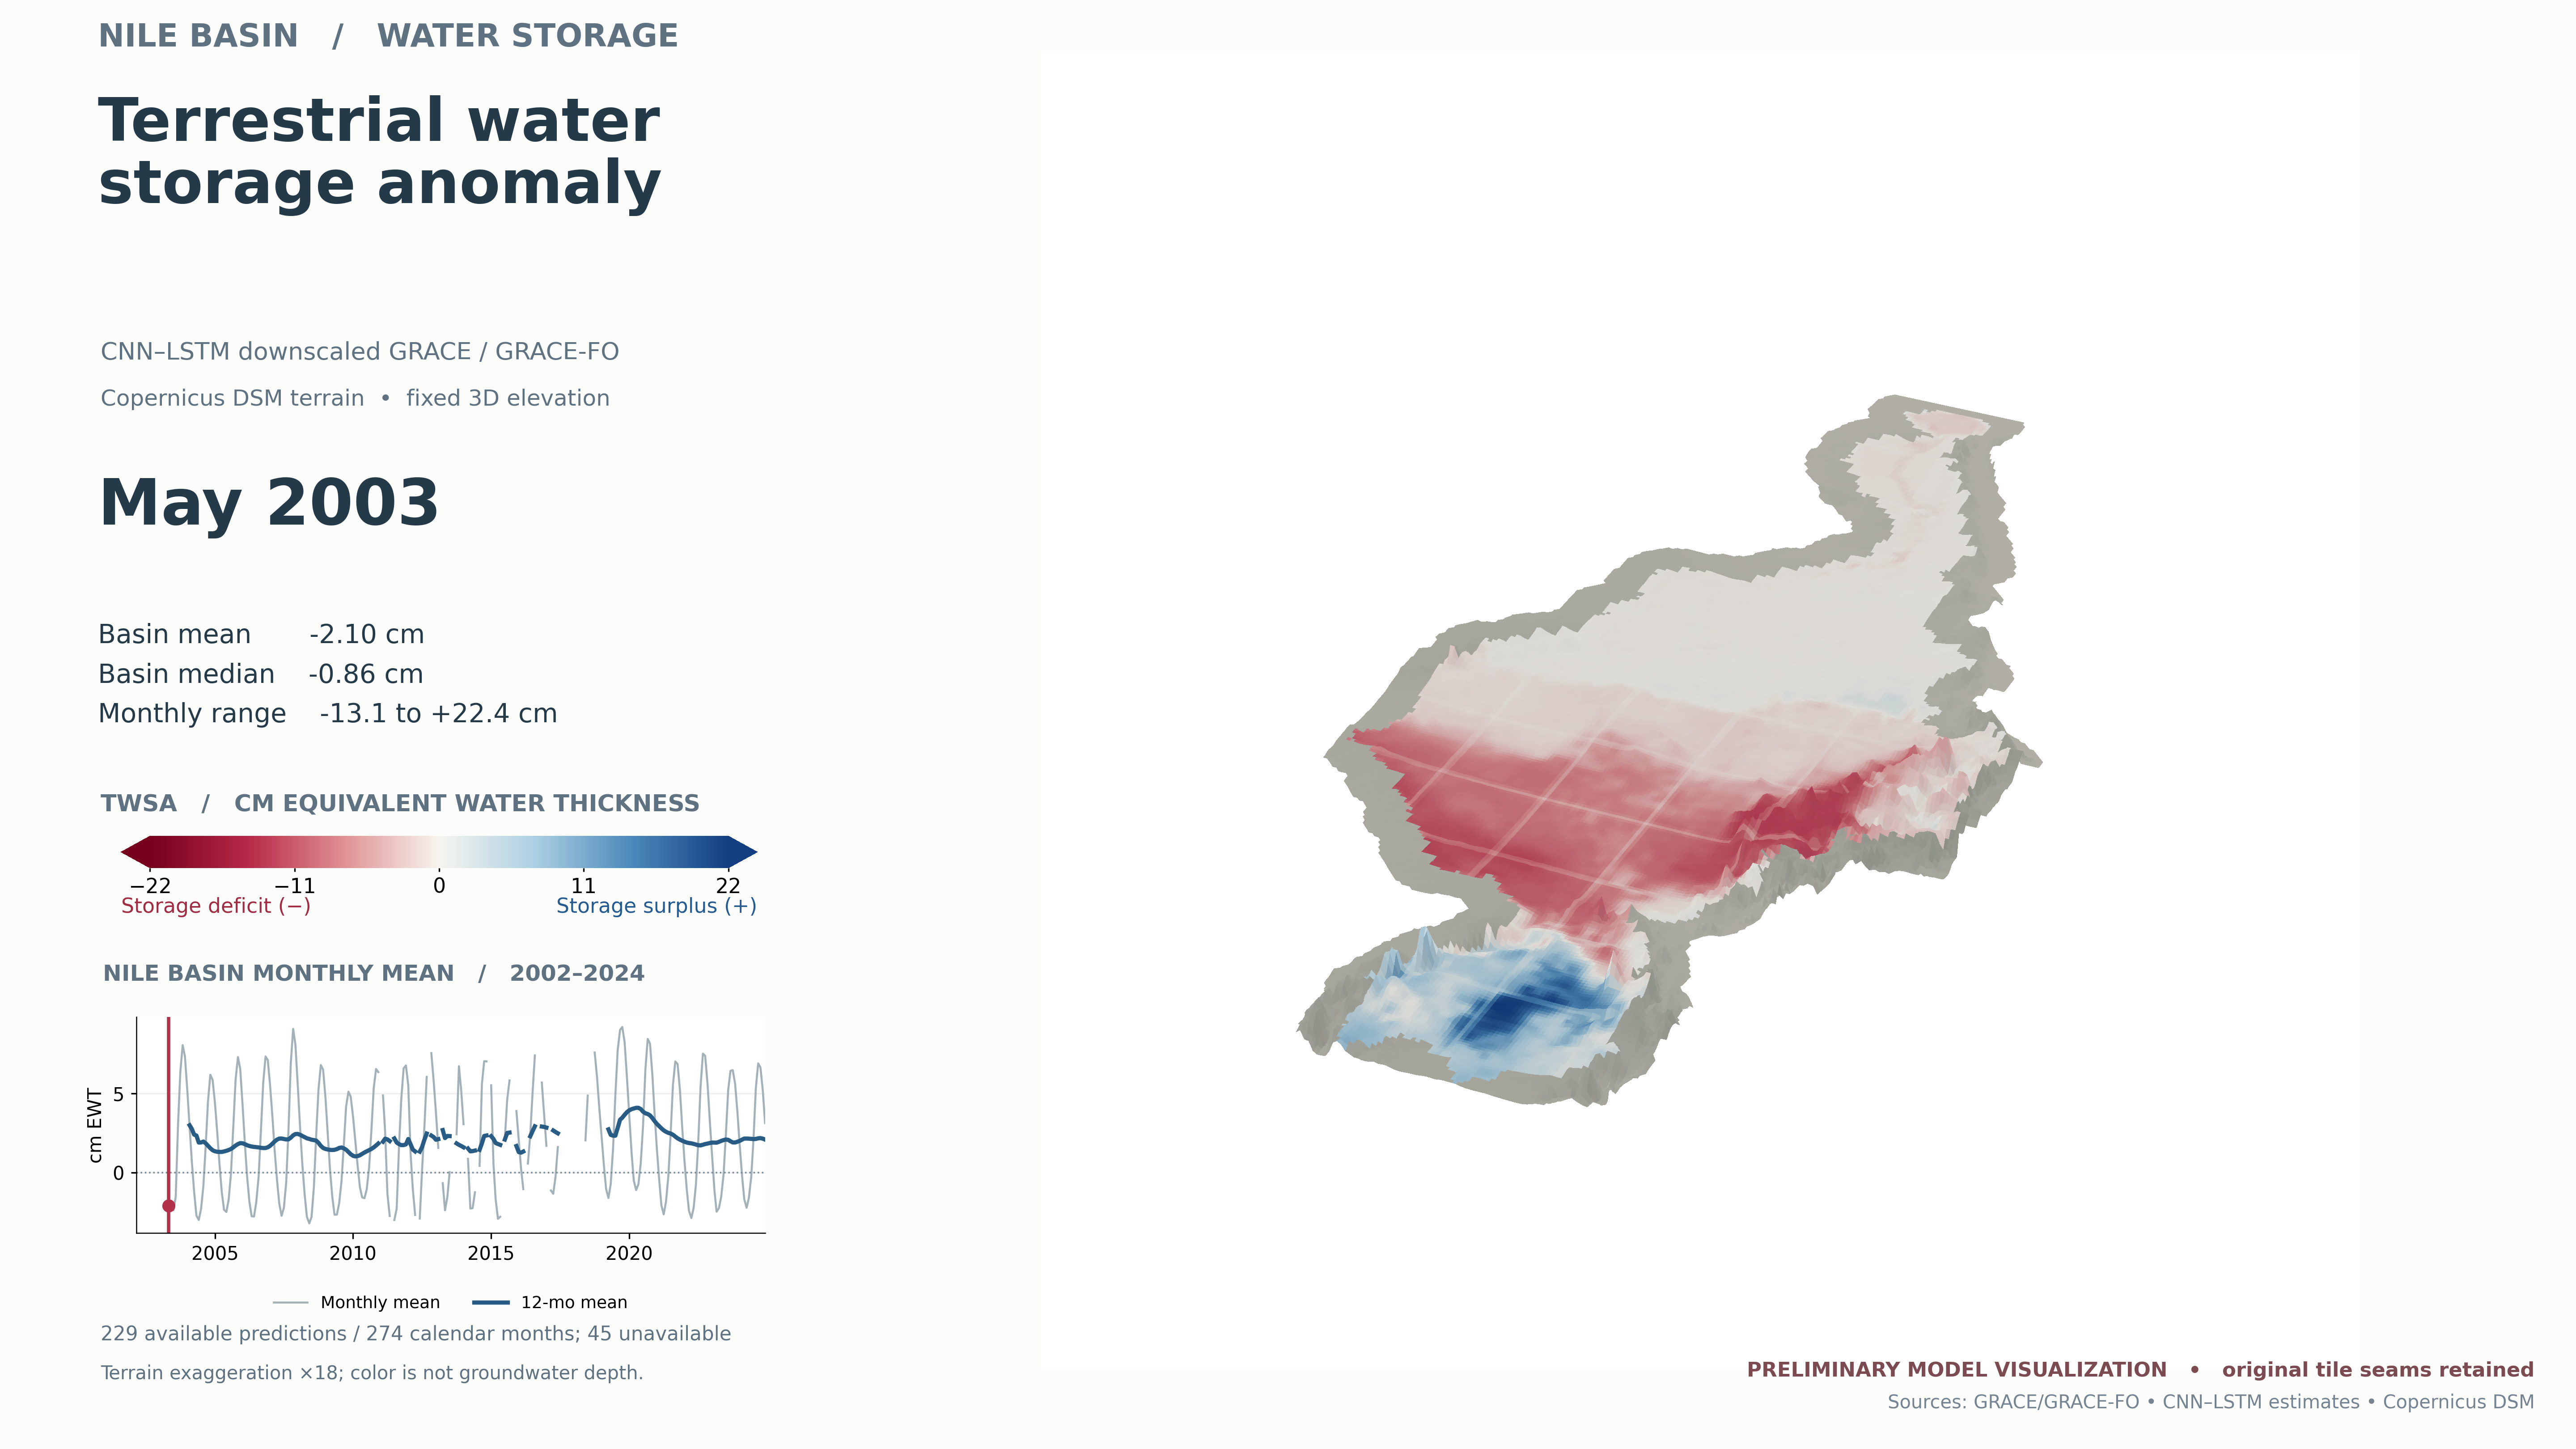 NILE BASIN / WATER STORAGE
Terrestrial water
storage anomaly
CNN–LSTM downscaled GRACE / GRACE-FO
Copernicus DSM terrain • fixed 3D elevation
May 2003
Basin mean -2.10 cm
Basin median -0.86 cm
Monthly range -13.1 to +22.4 cm
TWSA / CM EQUIVALENT WATER THICKNESS
−22 −11 0 11 22
Storage deficit (−) Storage surplus (+)
NILE BASIN MONTHLY MEAN / 2002–2024
cm EWT
5
0
2005 2010 2015 2020
Monthly mean 12-mo mean
229 available predictions / 274 calendar months; 45 unavailable
Terrain exaggeration ×18; color is not groundwater depth.
PRELIMINARY MODEL VISUALIZATION • original tile seams retained
Sources: GRACE/GRACE-FO • CNN–LSTM estimates • Copernicus DSM